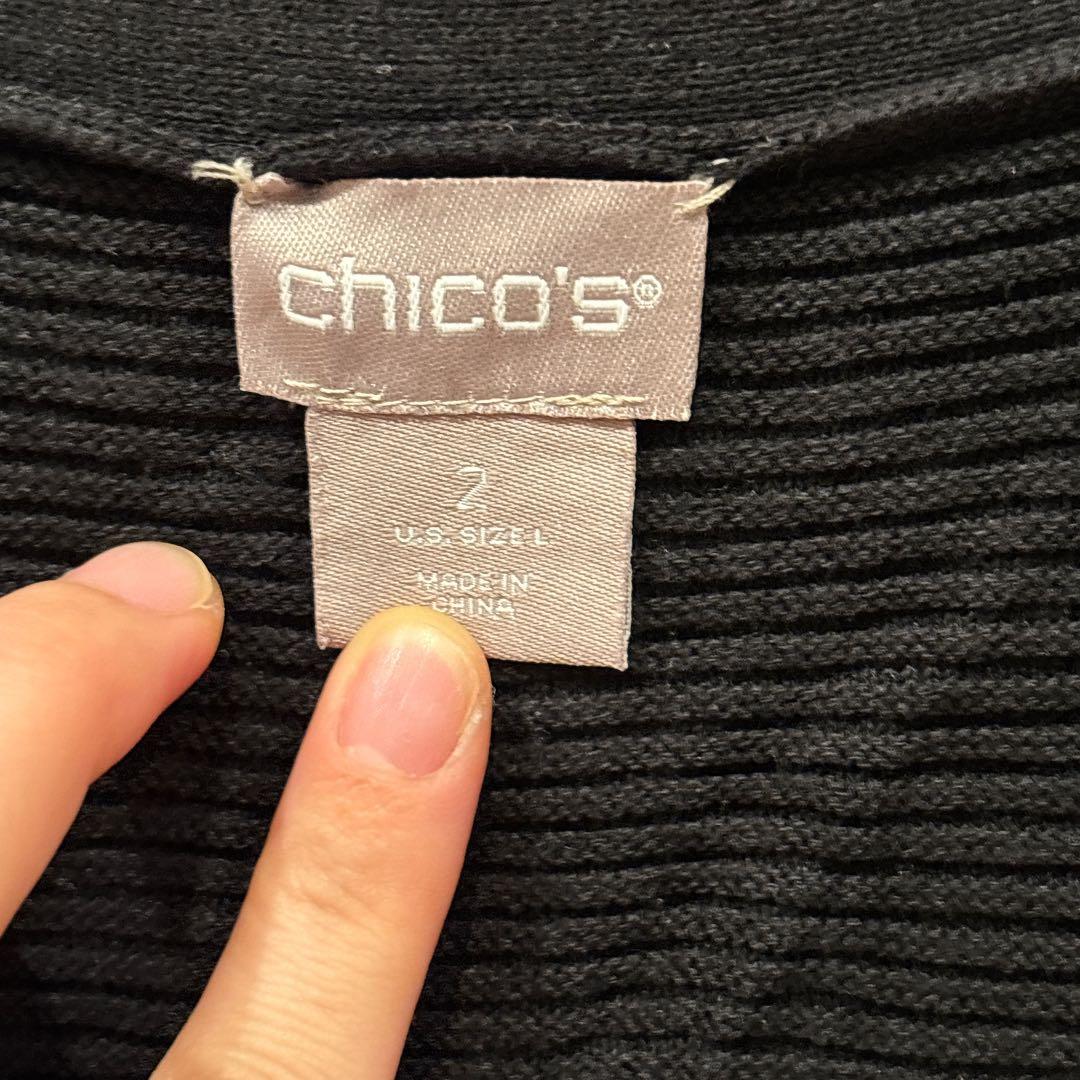 chico's®
2
U.S. SIZE L
MADE IN
CHINA